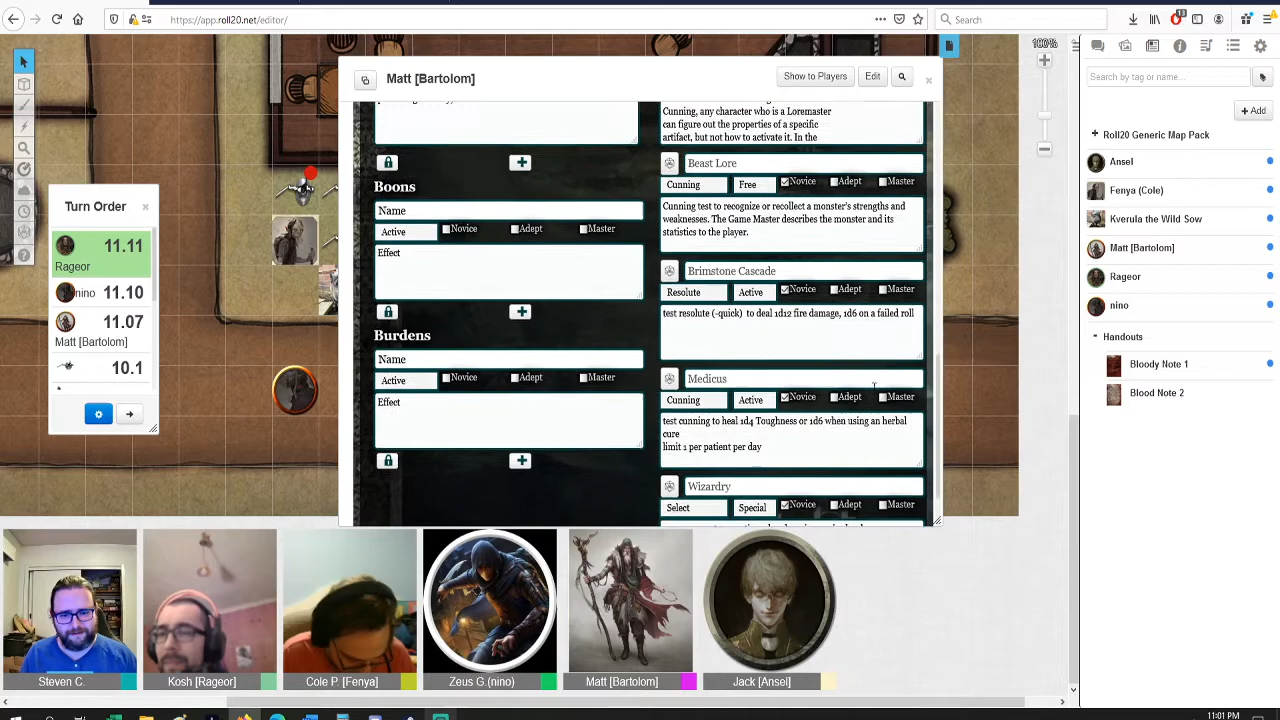 https://app.roll20.net/editor/
Search
13
Matt [Bartolom]
Show to Players
Edit
100%
Search by tag or name...
+ Add
Roll20 Generic Map Pack
Ansel
Fenya (Cole)
Kverula the Wild Sow
Matt [Bartolom]
Rageor
nino
Handouts
Bloody Note 1
Blood Note 2
Turn Order
11.11
Rageor
nino
11.10
11.07
Matt [Bartolom]
10.1
Boons
Name
Active
Novice
Adept
Master
Effect
Burdens
Name
Active
Novice
Adept
Master
Effect
Cunning, any character who is a Loremaster
can figure out the properties of a specific
artifact, but not how to activate it. In the
Beast Lore
Cunning
Free
Novice
Adept
Master
Cunning test to recognize or recollect a monster's strengths and
weaknesses. The Game Master describes the monster and its
statistics to the player.
Brimstone Cascade
Resolute
Active
Novice
Adept
Master
test resolute (-quick) to deal 1d12 fire damage, 1d6 on a failed roll
Medicus
Cunning
Active
Novice
Adept
Master
test cunning to heal 1d4 Toughness or 1d6 when using an herbal
cure
limit 1 per patient per day
Wizardry
Select
Special
Novice
Adept
Master
Steven C.
Kosh [Rageor]
Cole P. [Fenya]
Zeus G.(nino)
Matt [Bartolom]
Jack [Ansel]
11:01 PM